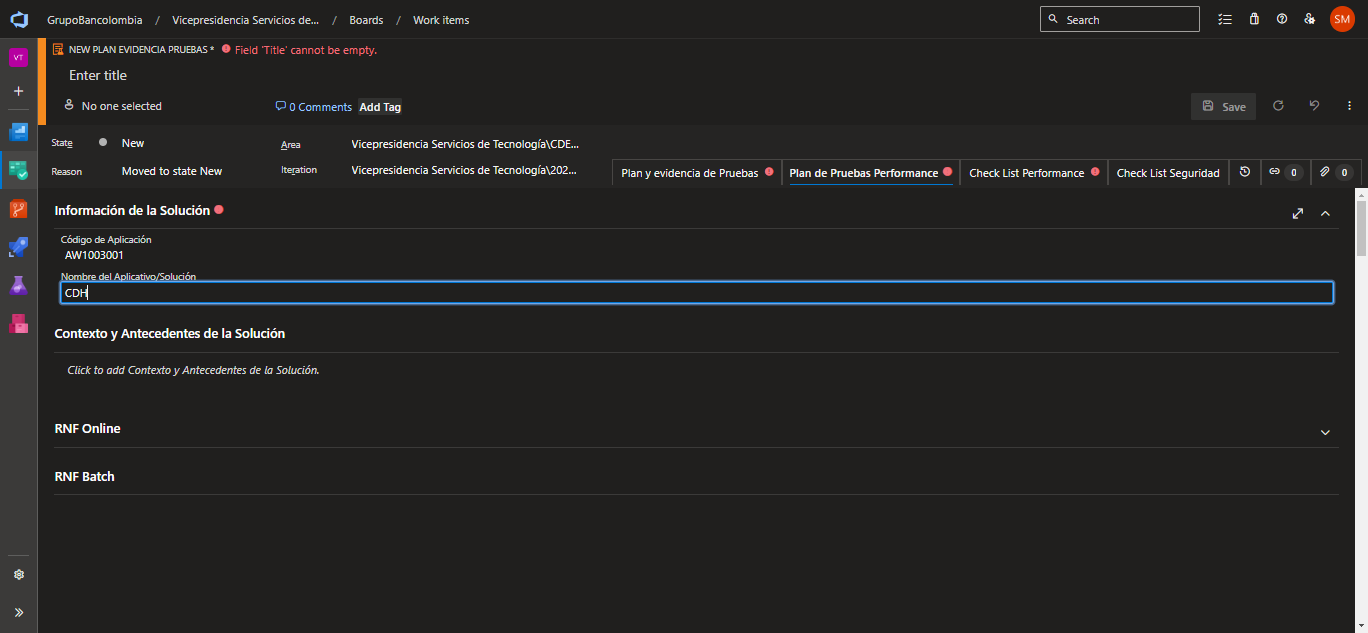 GrupoBancolombia / Vicepresidencia Servicios de... / Boards / Work items
Search
SM
VT
NEW PLAN EVIDENCIA PRUEBAS * Field 'Title' cannot be empty.
Enter title
No one selected
0 Comments
Add Tag
Save
State
New
Area
Vicepresidencia Servicios de Tecnología\CDE...
Reason
Moved to state New
Iteration
Vicepresidencia Servicios de Tecnología\202...
Plan y evidencia de Pruebas
Plan de Pruebas Performance
Check List Performance
Check List Seguridad
0
0
Información de la Solución
Código de Aplicación
AW1003001
Nombre del Aplicativo/Solución
CDH
Contexto y Antecedentes de la Solución
Click to add Contexto y Antecedentes de la Solución.
RNF Online
RNF Batch